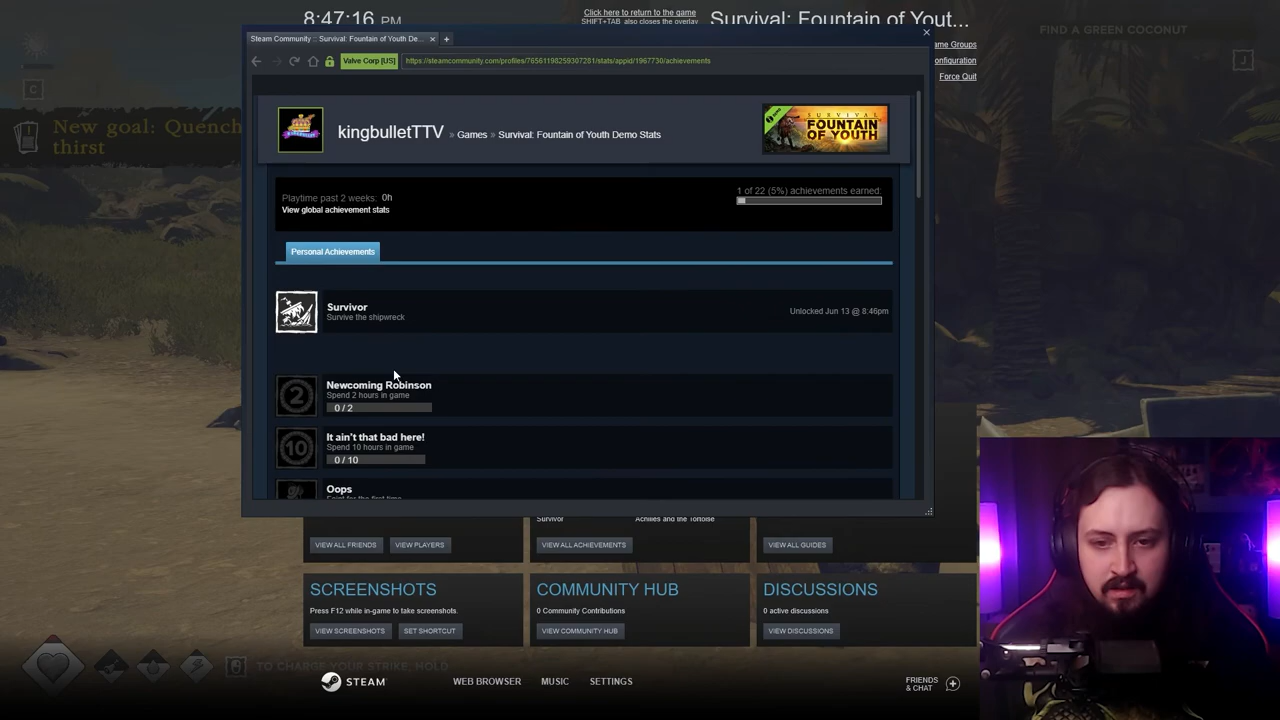 8:47:16 PM
Click here to return to the game
SHIFT+TAB also closes the overlay
Survival: Fountain of Yout...
FIND A GREEN COCONUT
Steam Community :: Survival: Fountain of Youth De...
ame Groups
onfiguration
Force Quit
Valve Corp [US]
https://steamcommunity.com/profiles/76561198259307281/stats/appid/1967730/achievements
C
J
New goal: Quench
thirst
kingbulletTTV » Games » Survival: Fountain of Youth Demo Stats
SURVIVAL
FOUNTAIN
OF YOUTH
Playtime past 2 weeks: 0h
View global achievement stats
1 of 22 (5%) achievements earned:
Personal Achievements
Survivor
Survive the shipwreck
Unlocked Jun 13 @ 8:46pm
2
Newcoming Robinson
Spend 2 hours in game
0 / 2
10
It ain't that bad here!
Spend 10 hours in game
0 / 10
Oops
Survivor
Achilles and the Tortoise
VIEW ALL FRIENDS
VIEW PLAYERS
VIEW ALL ACHIEVEMENTS
VIEW ALL GUIDES
SCREENSHOTS
Press F12 while in-game to take screenshots.
VIEW SCREENSHOTS
SET SHORTCUT
COMMUNITY HUB
0 Community Contributions
VIEW COMMUNITY HUB
DISCUSSIONS
0 active discussions
VIEW DISCUSSIONS
TO CHARGE YOUR STRIKE, HOLD
STEAM
WEB BROWSER
MUSIC
SETTINGS
FRIENDS
& CHAT